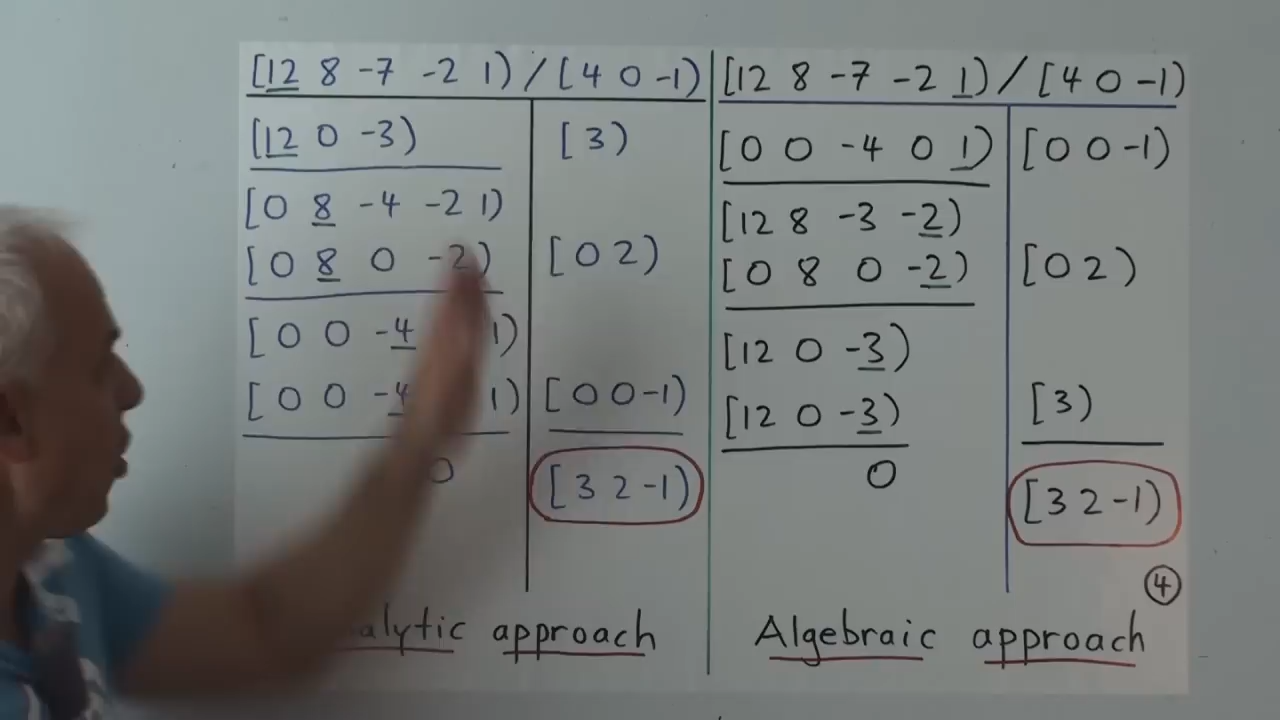 [12 8 -7 -2 1) / [4 0 -1)
[12 0 -3) [3)
[0 8 -4 -2 1)
[0 8 0 -2) [0 2)
[0 0 -4 1)
[0 0 -4 1) [0 0 -1)
0 [3 2 -1)
alytic approach
[12 8 -7 -2 1) / [4 0 -1)
[0 0 -4 0 1) [0 0 -1)
[12 8 -3 -2)
[0 8 0 -2) [0 2)
[12 0 -3)
[12 0 -3) [3)
0 [3 2 -1)
4
Algebraic approach